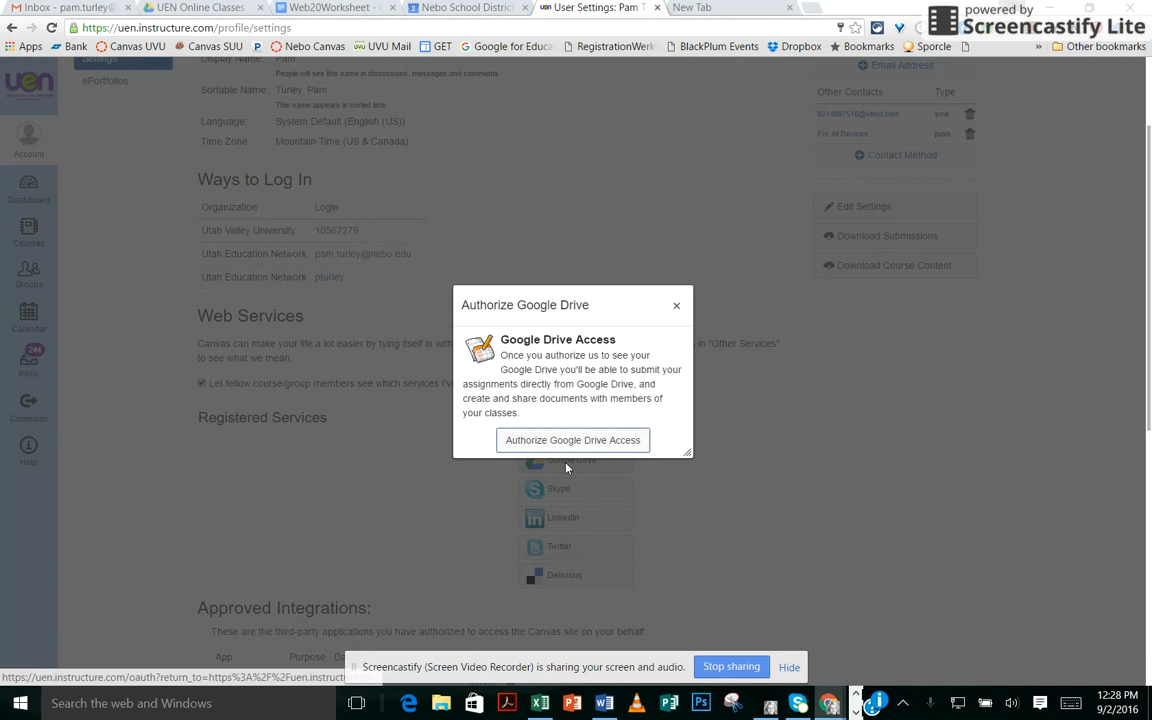 Inbox - pam.turley@
UEN Online Classes
Web20Worksheet -
Nebo School District
User Settings: Pam T
New Tab
powered by
Screencastify Lite
https://uen.instructure.com/profile/settings
Apps
Bank
Canvas UVU
Canvas SUU
Nebo Canvas
UVU Mail
GET
Google for Educa
RegistrationWerk
BlackPlum Events
Dropbox
Bookmarks
Sporcle
»
Other bookmarks
Settings
ePortfolios
uen
Account
Dashboard
Courses
Groups
Calendar
244
Inbox
Commons
Help
Display Name: Pam
People will see this name in discussions, messages and comments.
Sortable Name: Turley, Pam
This name appears in sorted lists.
Language: System Default (English (US))
Time Zone: Mountain Time (US & Canada)
Ways to Log In
Organization Login
Utah Valley University 10567279
Utah Education Network pam.turley@nebo.edu
Utah Education Network pturley
Web Services
Canvas can make your life a lot easier by tying itself in with
s in "Other Services"
to see what we mean.
Let fellow course/group members see which services I've
Registered Services
Email Address
Other Contacts Type
sms
For All Devices push
Contact Method
Edit Settings
Download Submissions
Download Course Content
Authorize Google Drive
×
Google Drive Access
Once you authorize us to see your
Google Drive you'll be able to submit your
assignments directly from Google Drive, and
create and share documents with members of
your classes.
Authorize Google Drive Access
Google Drive
Skype
LinkedIn
Twitter
Delicious
Approved Integrations:
These are the third-party applications you have authorized to access the Canvas site on your behalf:
App Purpose
Screencastify (Screen Video Recorder) is sharing your screen and audio.
Stop sharing
Hide
https://uen.instructure.com/oauth?return_to=https%3A%2F%2Fuen.instructure
Search the web and Windows
12:28 PM
9/2/2016